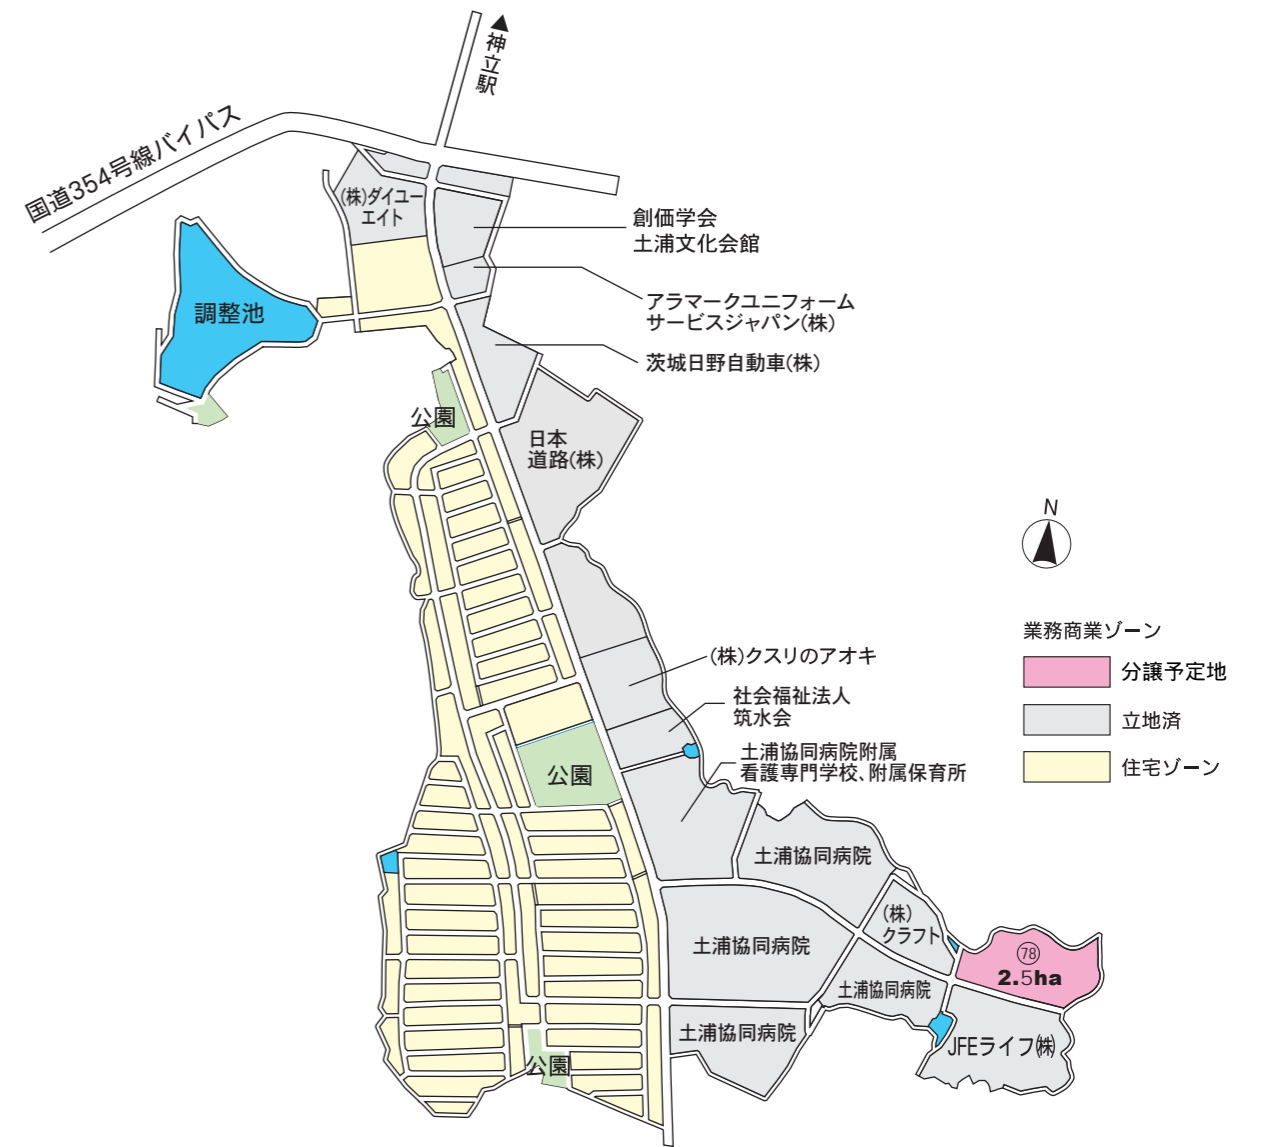 ▲神立駅
国道354号線バイパス
(株)ダイユー
エイト
創価学会
土浦文化会館
アラマークユニフォーム
サービスジャパン(株)
茨城日野自動車(株)
調整池
公園
日本
道路(株)
N
業務商業ゾーン
分譲予定地
立地済
住宅ゾーン
(株)クスリのアオキ
社会福祉法人
筑水会
土浦協同病院附属
看護専門学校、附属保育所
公園
土浦協同病院
(株)
クラフト
土浦協同病院
㊆㊇
2.5ha
土浦協同病院
土浦協同病院
JFEライフ㈱
公園